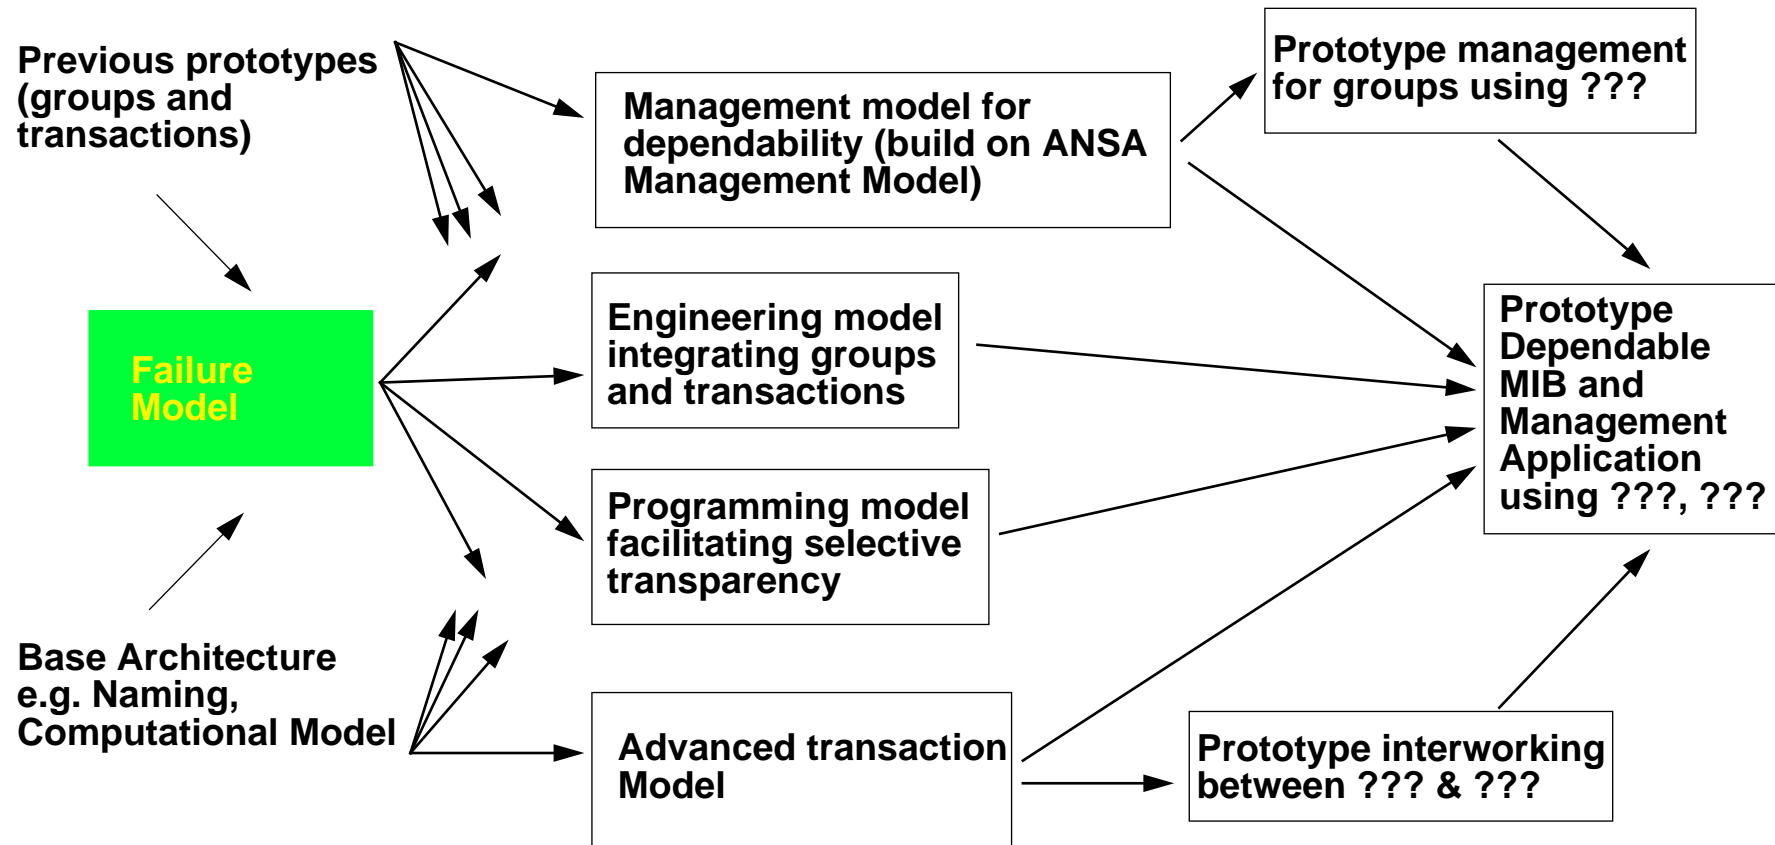 Previous prototypes
(groups and
transactions)
Management model for
dependability (build on ANSA
Management Model)
Prototype management
for groups using ???
Failure
Model
Engineering model
integrating groups
and transactions
Prototype
Dependable
MIB and
Management
Application
using ???, ???
Programming model
facilitating selective
transparency
Base Architecture
e.g. Naming,
Computational Model
Advanced transaction
Model
Prototype interworking
between ??? & ???